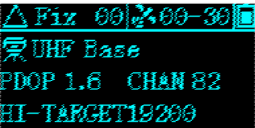 Fix 00 00-30
UHF Base
PDOP 1.6 CHAN 82
HI-TARGET19200